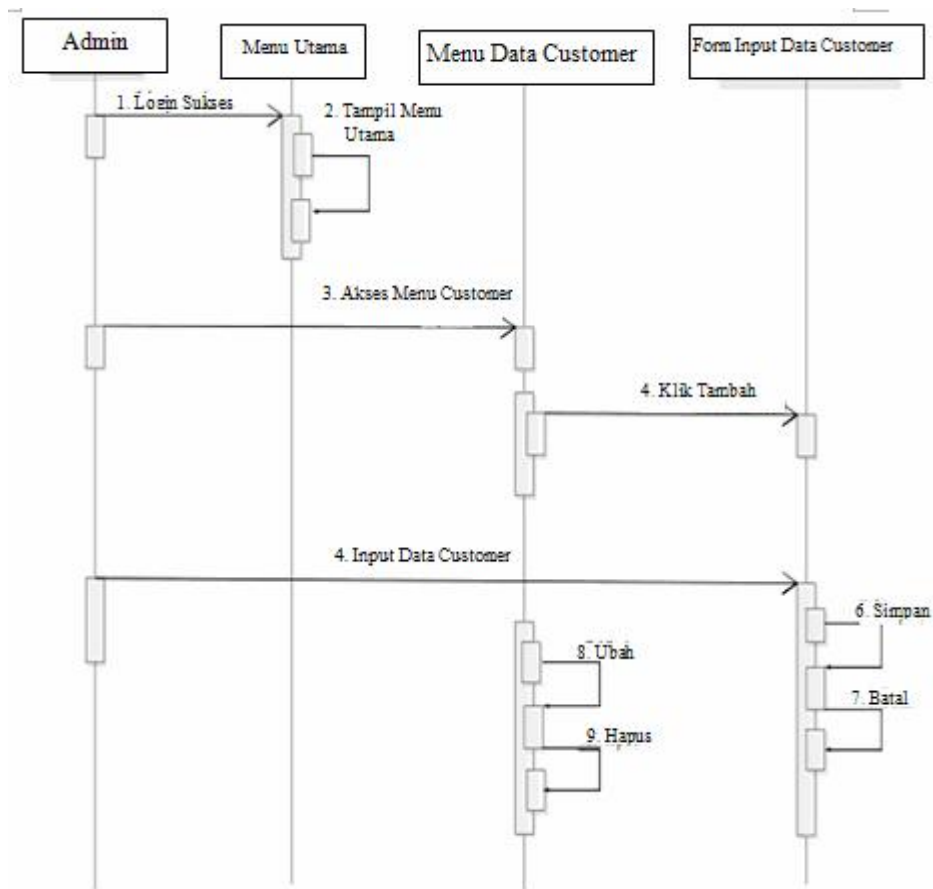 Admin
Menu Utama
Menu Data Customer
Form Input Data Customer
1. Login Sukses
2. Tampil Menu
Utama
3. Akses Menu Customer
4. Klik Tambah
4. Input Data Customer
6. Simpan
8. Ubah
7. Batal
9. Hapus